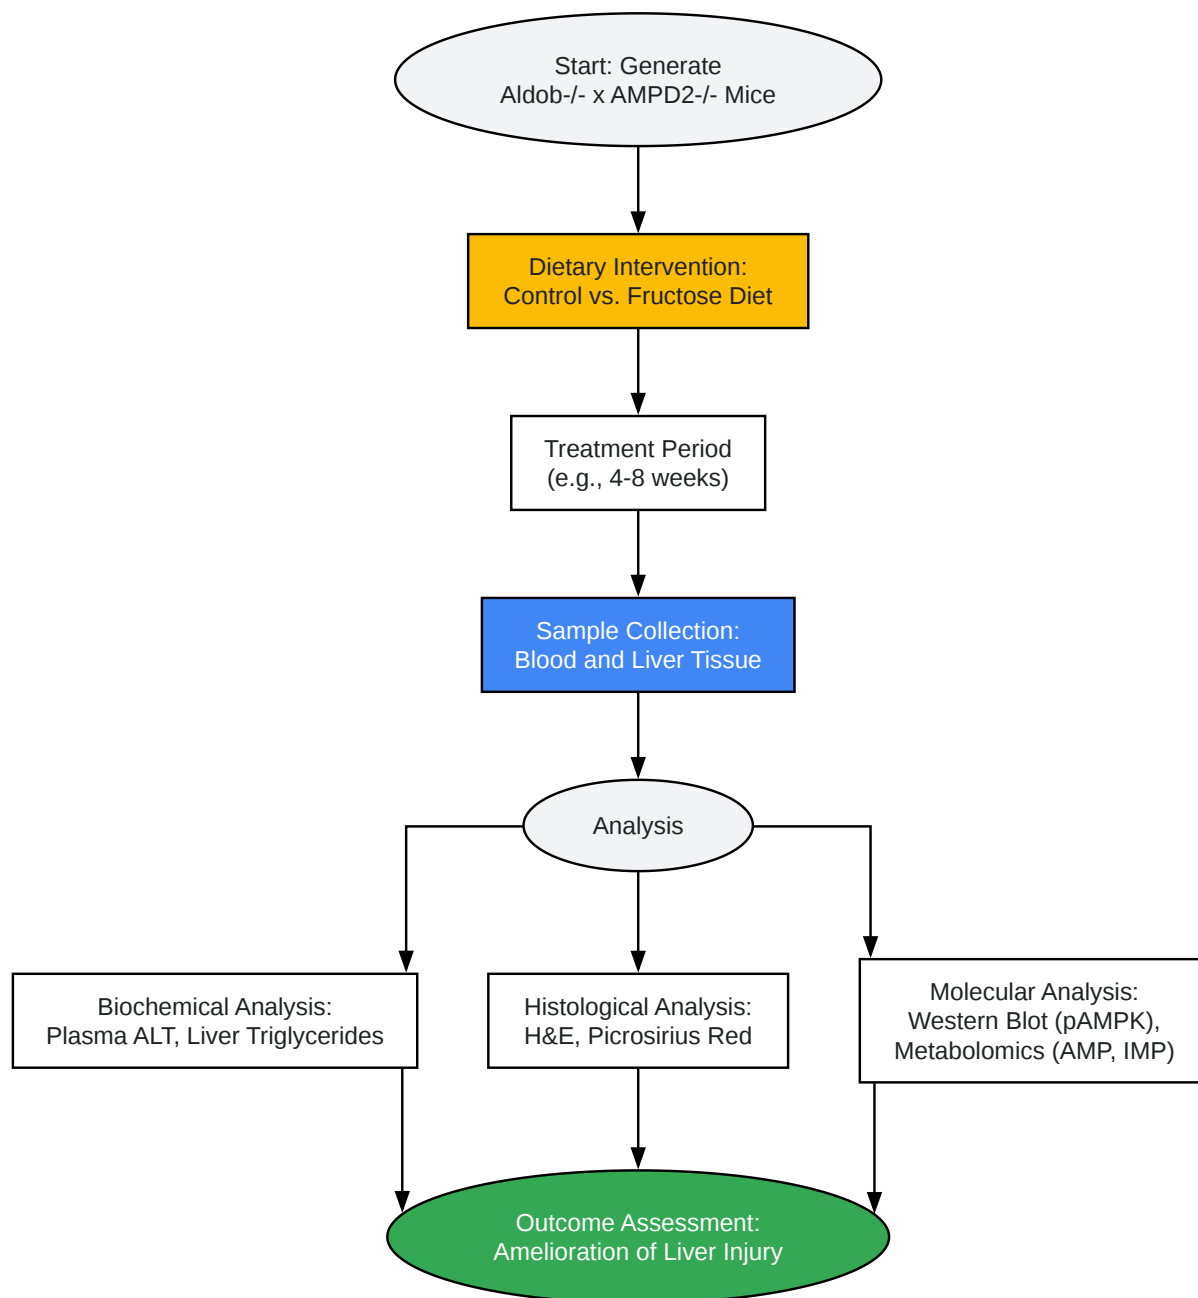 Start: Generate
Aldob-/- x AMPD2-/- Mice
Dietary Intervention:
Control vs. Fructose Diet
Treatment Period
(e.g., 4-8 weeks)
Sample Collection:
Blood and Liver Tissue
Analysis
Biochemical Analysis:
Plasma ALT, Liver Triglycerides
Histological Analysis:
H&E, Picrosirius Red
Molecular Analysis:
Western Blot (pAMPK),
Metabolomics (AMP, IMP)
Outcome Assessment:
Amelioration of Liver Injury